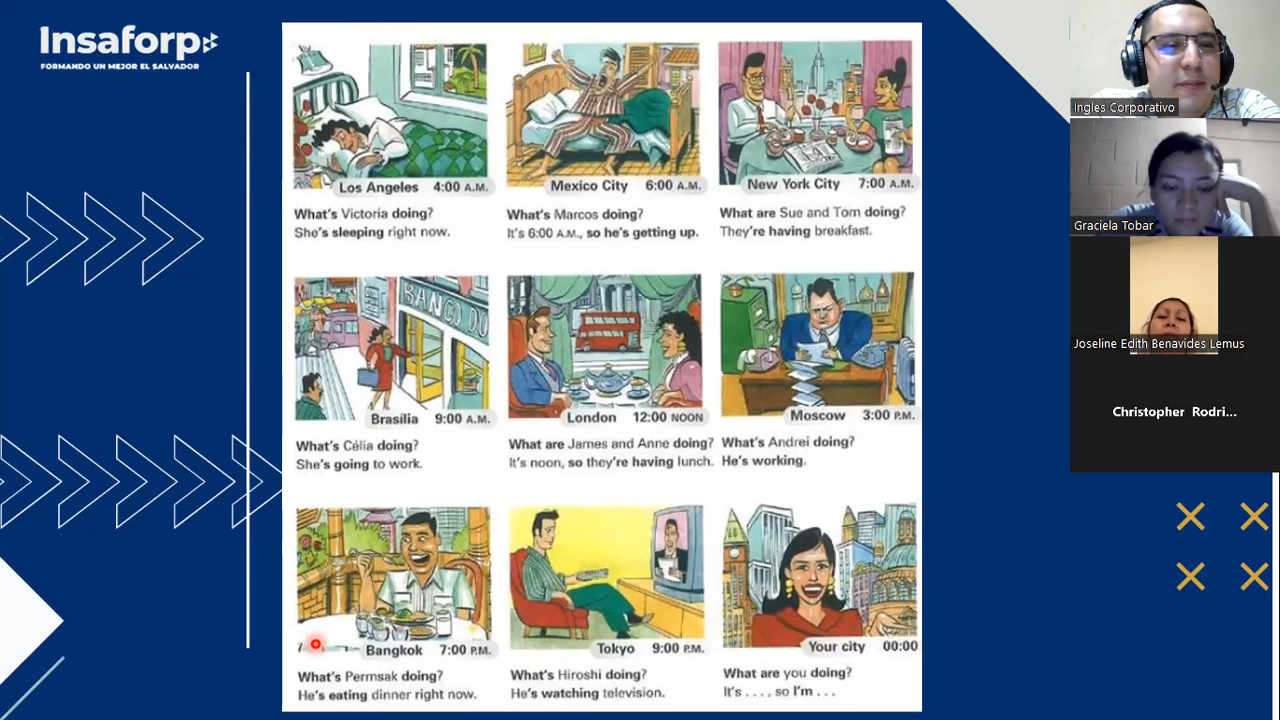 Insaforp
FORMANDO UN MEJOR EL SALVADOR
Los Angeles 4:00 A.M.
What's Victoria doing?
She's sleeping right now.
Mexico City 6:00 A.M.
What's Marcos doing?
It's 6:00 A.M., so he's getting up.
New York City 7:00 A.M.
What are Sue and Tom doing?
They're having breakfast.
BANCO DO
Brasília 9:00 A.M.
What's Célia doing?
She's going to work.
London 12:00 NOON
What are James and Anne doing?
It's noon, so they're having lunch.
Moscow 3:00 P.M.
What's Andrei doing?
He's working.
Bangkok 7:00 P.M.
What's Permsak doing?
He's eating dinner right now.
Tokyo 9:00 P.M.
What's Hiroshi doing?
He's watching television.
Your city 00:00
What are you doing?
It's . . . , so I'm . . .
Ingles Corporativo
Graciela Tobar
Joseline Edith Benavides Lemus
Christopher Rodri...